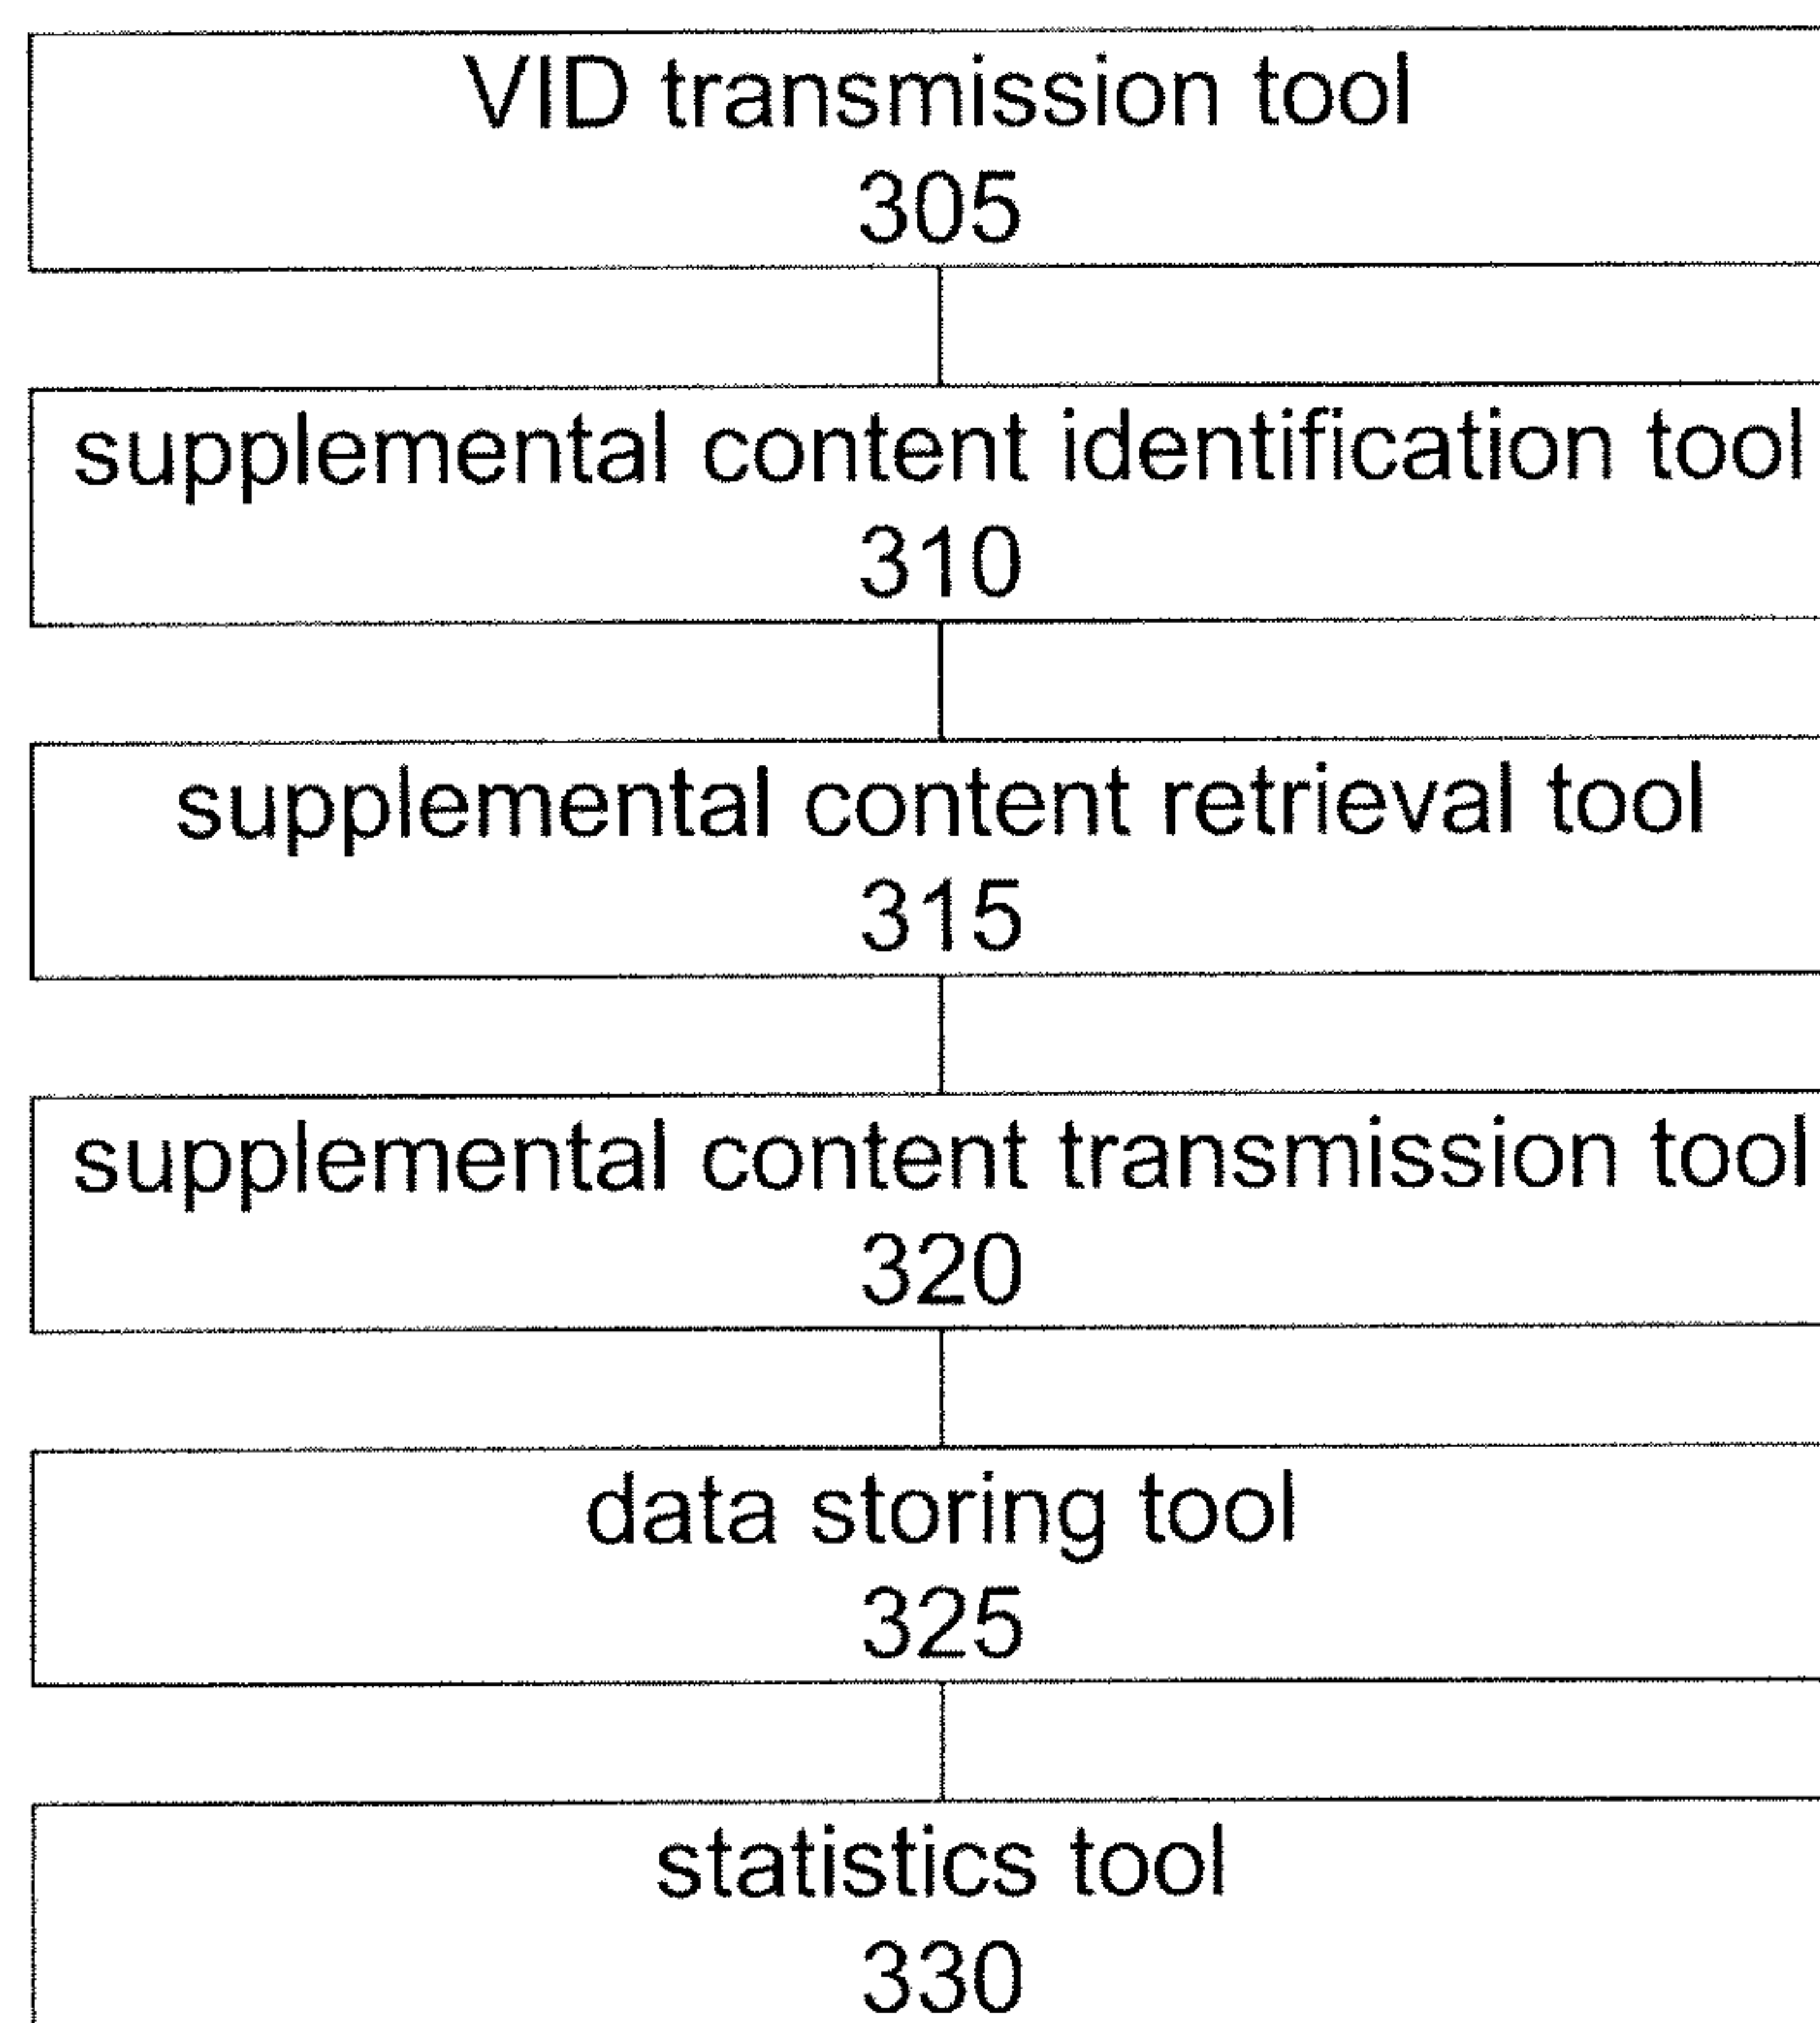 VID transmission tool
305
supplemental content identification tool
310
supplemental content retrieval tool
315
supplemental content transmission tool
320
data storing tool
325
statistics tool
330